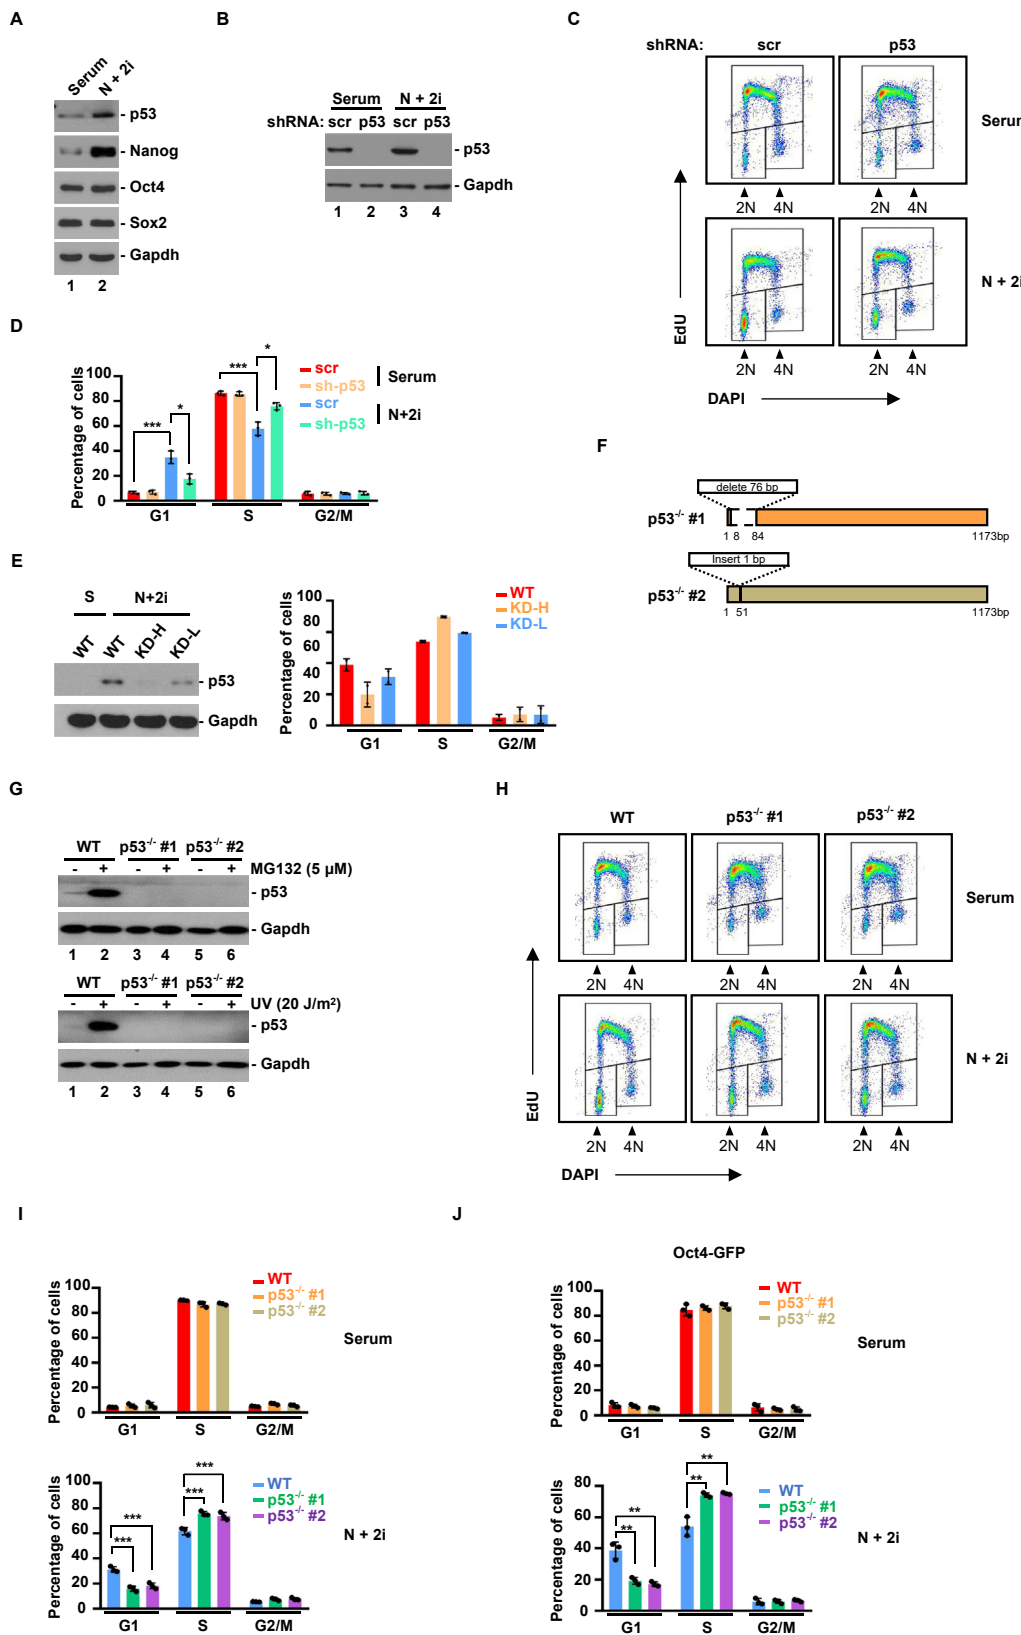 A
Serum
N + 2i
- p53
- Nanog
- Oct4
- Sox2
- Gapdh
1 2
B
Serum N + 2i
shRNA: scr p53 scr p53
- p53
- Gapdh
1 2 3 4
C
shRNA: scr p53
Serum
2N 4N 2N 4N
N + 2i
2N 4N 2N 4N
EdU
DAPI
D
Percentage of cells
100
80
60
40
20
0
*** * *** *
G1 S G2/M
scr
sh-p53
Serum
scr
sh-p53
N+2i
E
S N+2i
WT WT KD-H KD-L
- p53
- Gapdh
Percentage of cells
100
80
60
40
20
0
G1 S G2/M
WT
KD-H
KD-L
F
delete 76 bp
p53-/- #1
1 8 84 1173bp
Insert 1 bp
p53-/- #2
1 51 1173bp
G
WT p53-/- #1 p53-/- #2
- + - + - + MG132 (5 µM)
- p53
- Gapdh
1 2 3 4 5 6
WT p53-/- #1 p53-/- #2
- + - + - + UV (20 J/m²)
- p53
- Gapdh
1 2 3 4 5 6
H
WT p53-/- #1 p53-/- #2
Serum
2N 4N 2N 4N 2N 4N
N + 2i
2N 4N 2N 4N 2N 4N
EdU
DAPI
I
Percentage of cells
100
80
60
40
20
0
G1 S G2/M
WT
p53-/- #1
p53-/- #2
Serum
Percentage of cells
100
80
60
40
20
0
*** *** *** ***
G1 S G2/M
WT
p53-/- #1
p53-/- #2
N + 2i
J
Oct4-GFP
Percentage of cells
100
80
60
40
20
0
G1 S G2/M
WT
p53-/- #1
p53-/- #2
Serum
Percentage of cells
80
60
40
20
0
** ** ** **
G1 S G2/M
WT
p53-/- #1
p53-/- #2
N + 2i